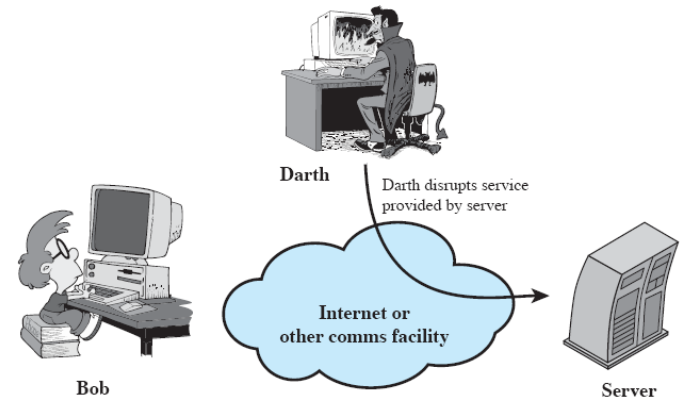 Darth
Darth disrupts service
provided by server
Internet or
other comms facility
Bob
Server